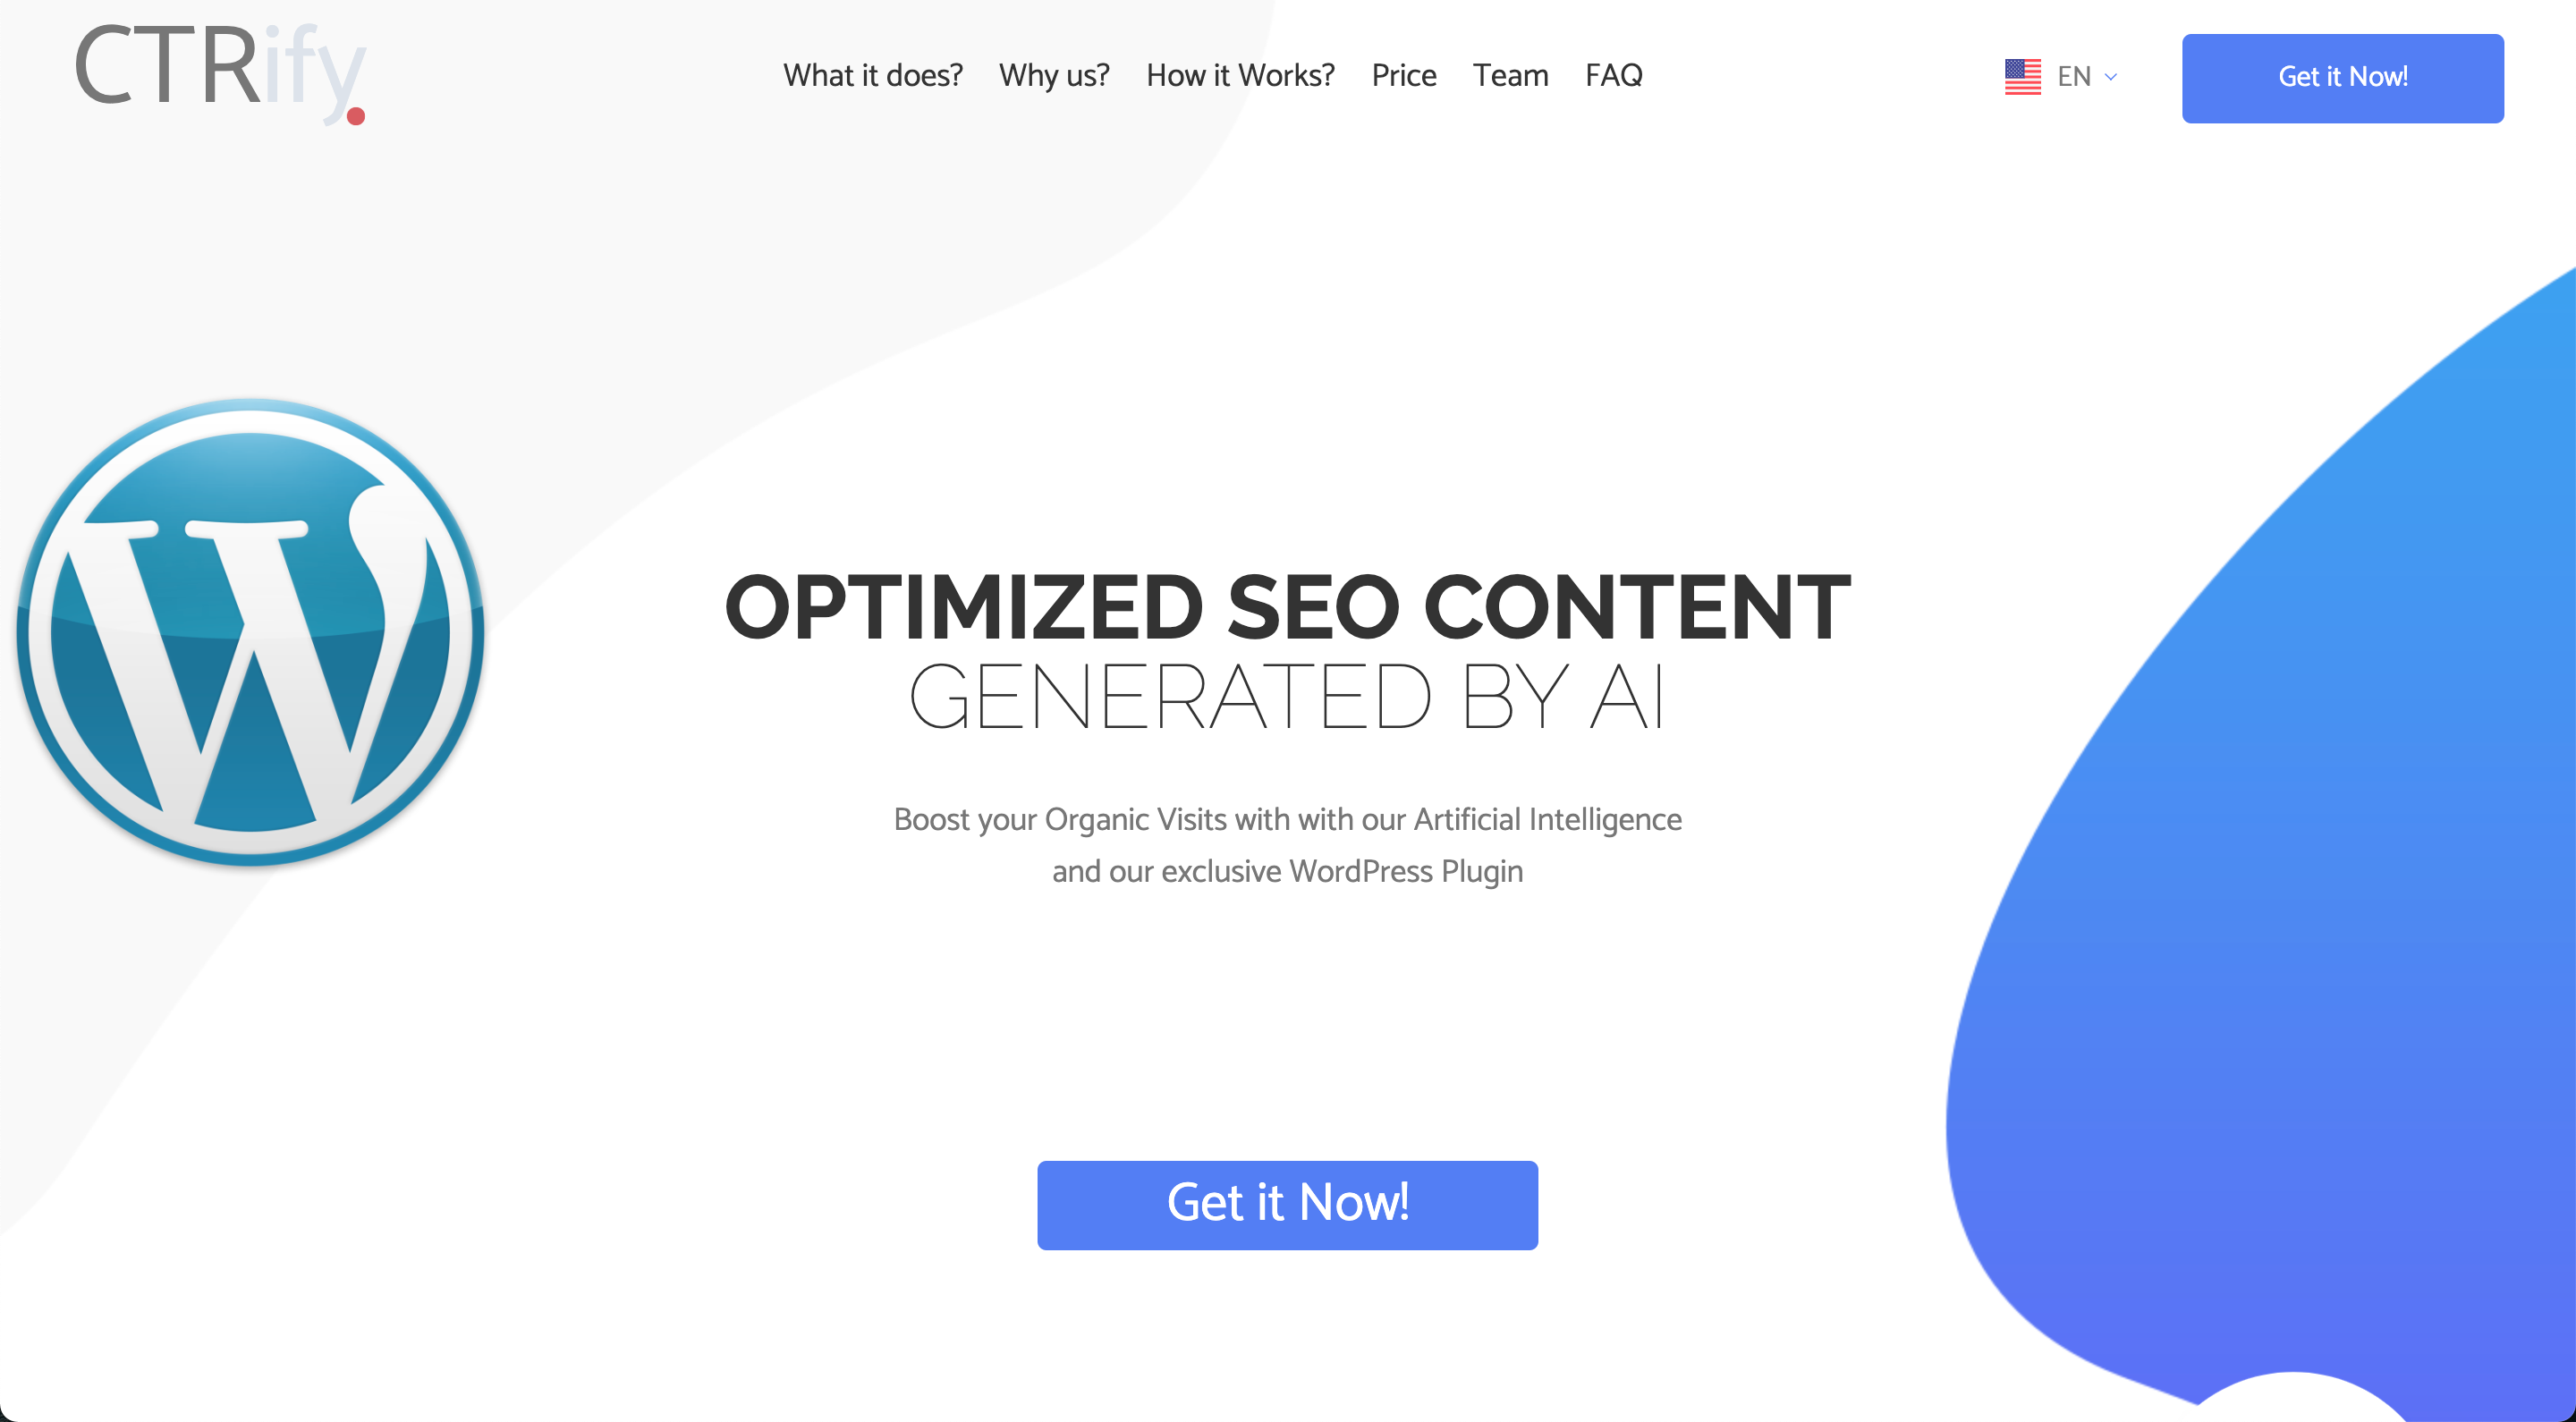 CTRify
What it does? Why us? How it Works? Price Team FAQ
EN
Get it Now!
OPTIMIZED SEO CONTENT
GENERATED BY AI
Boost your Organic Visits with with our Artificial Intelligence
and our exclusive WordPress Plugin
Get it Now!